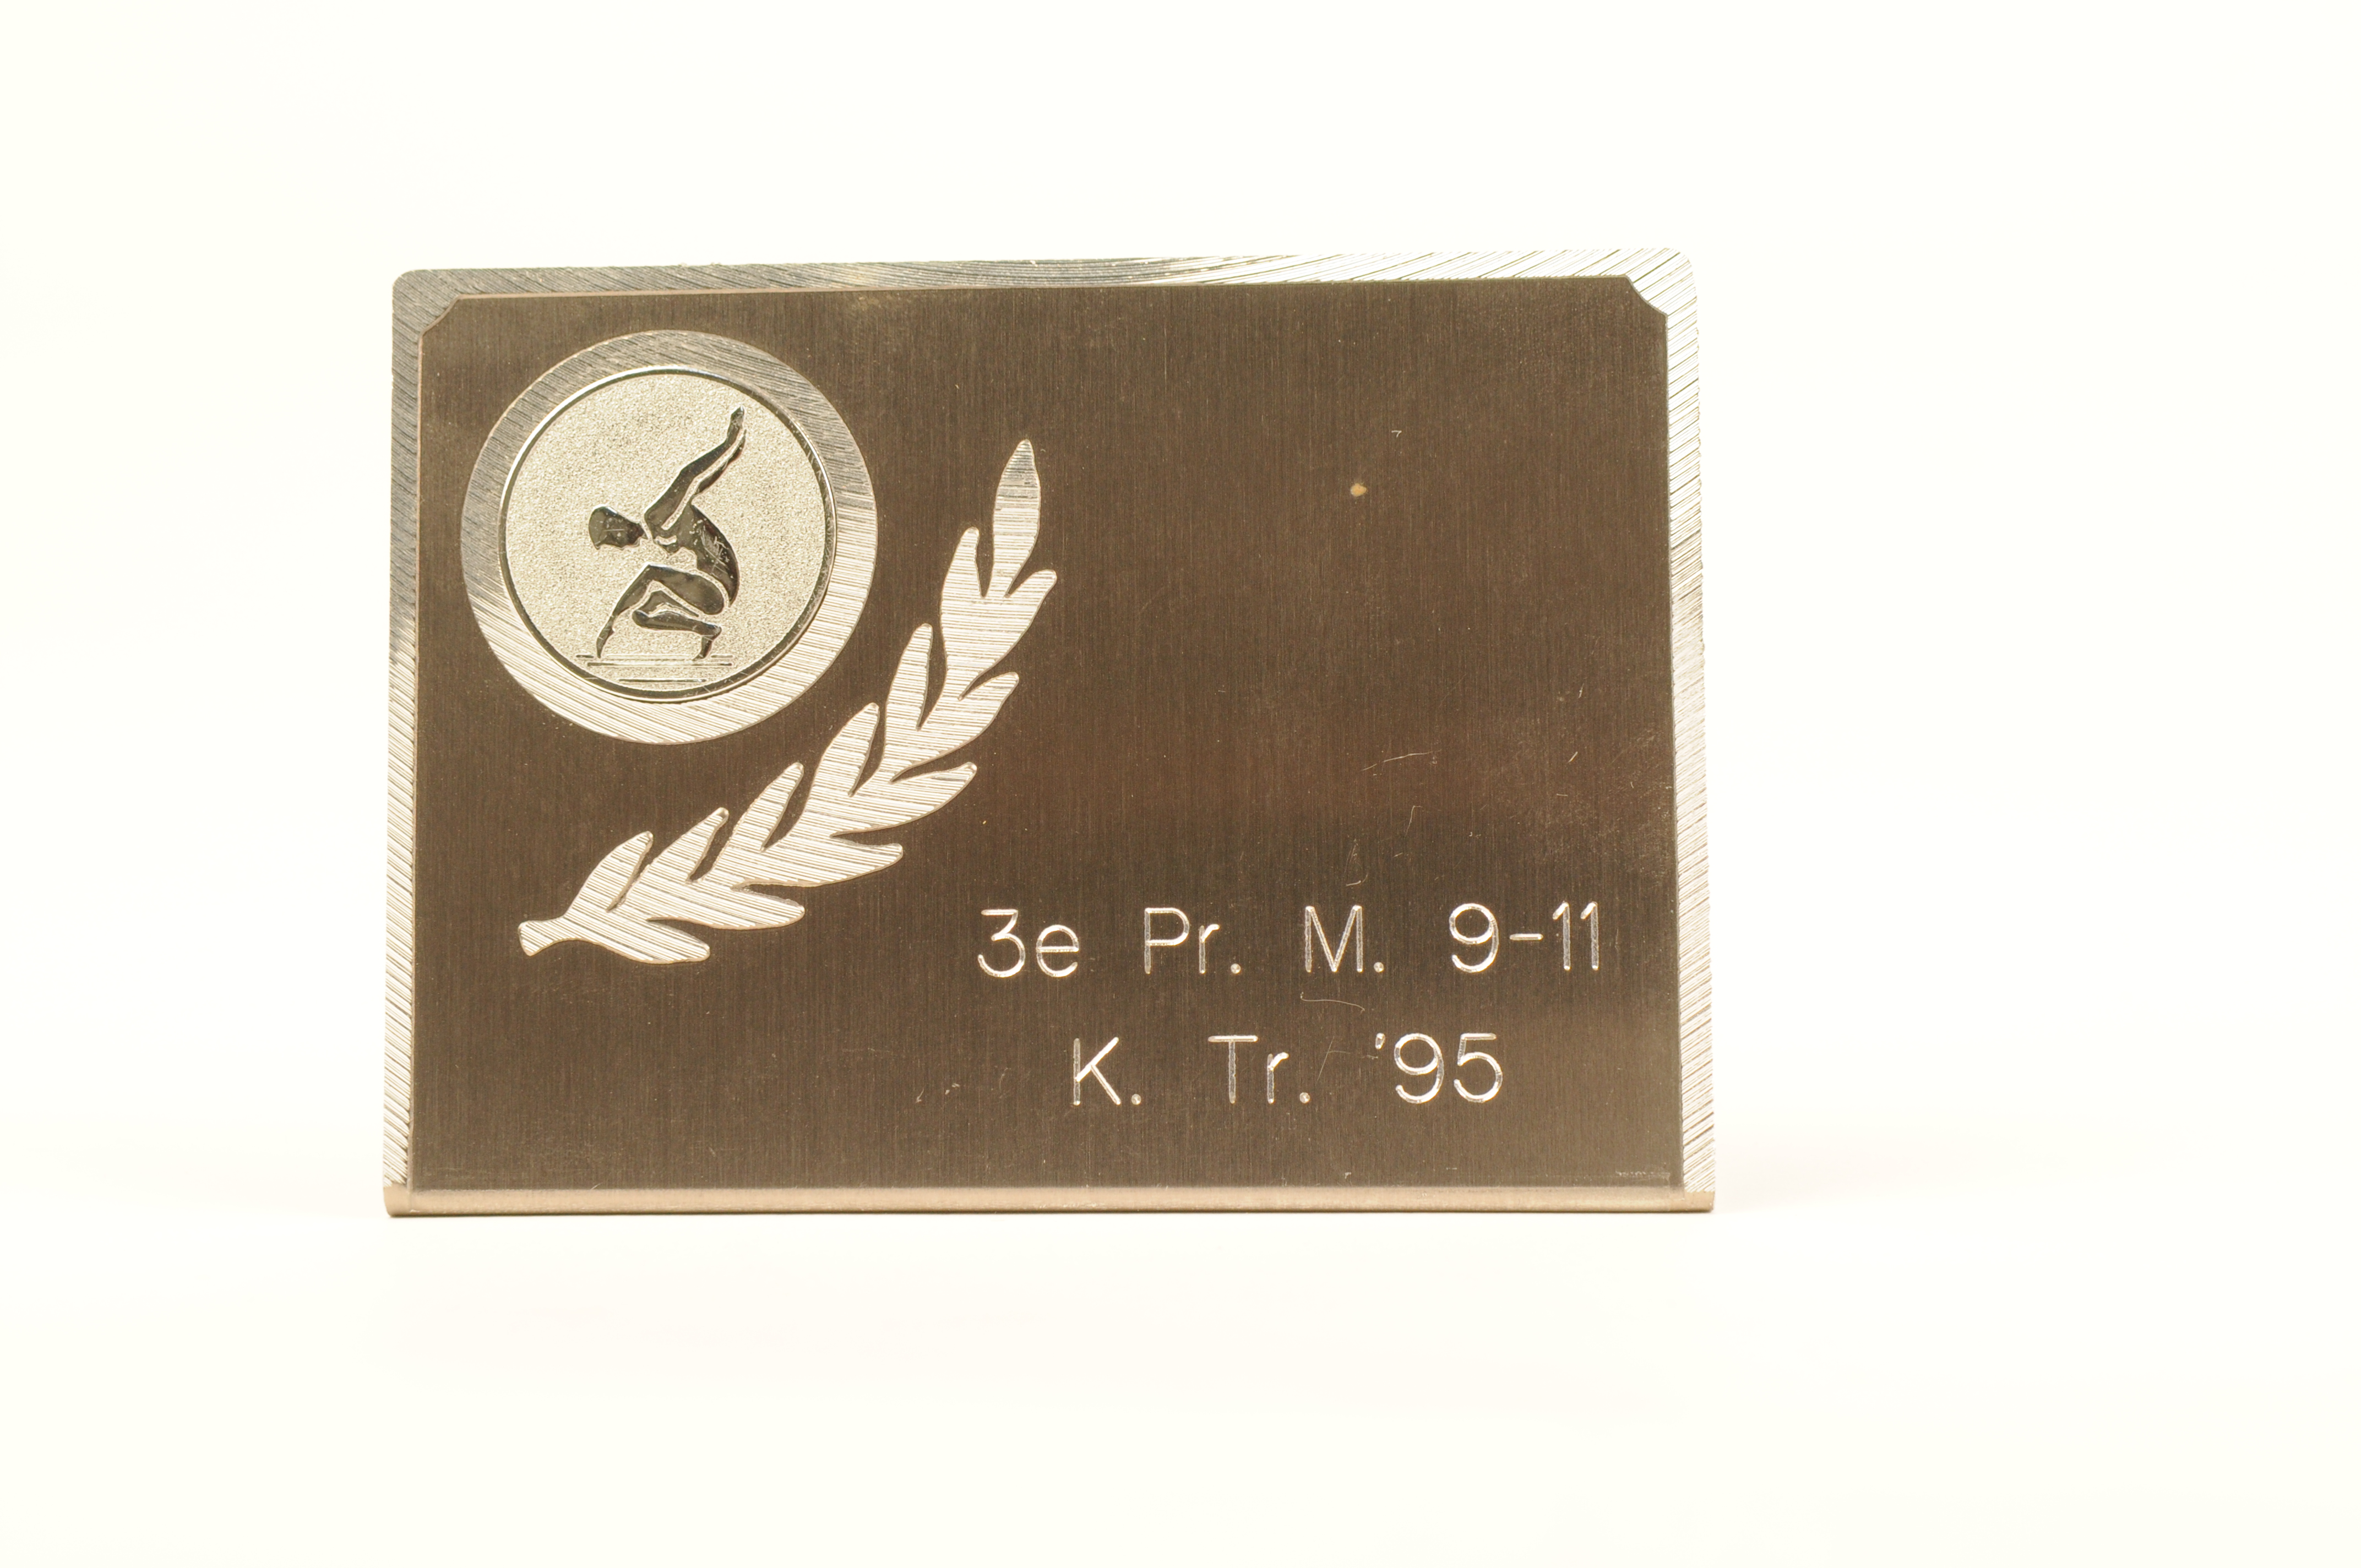 3e Pr. M. 9-11
K. Tr. '95